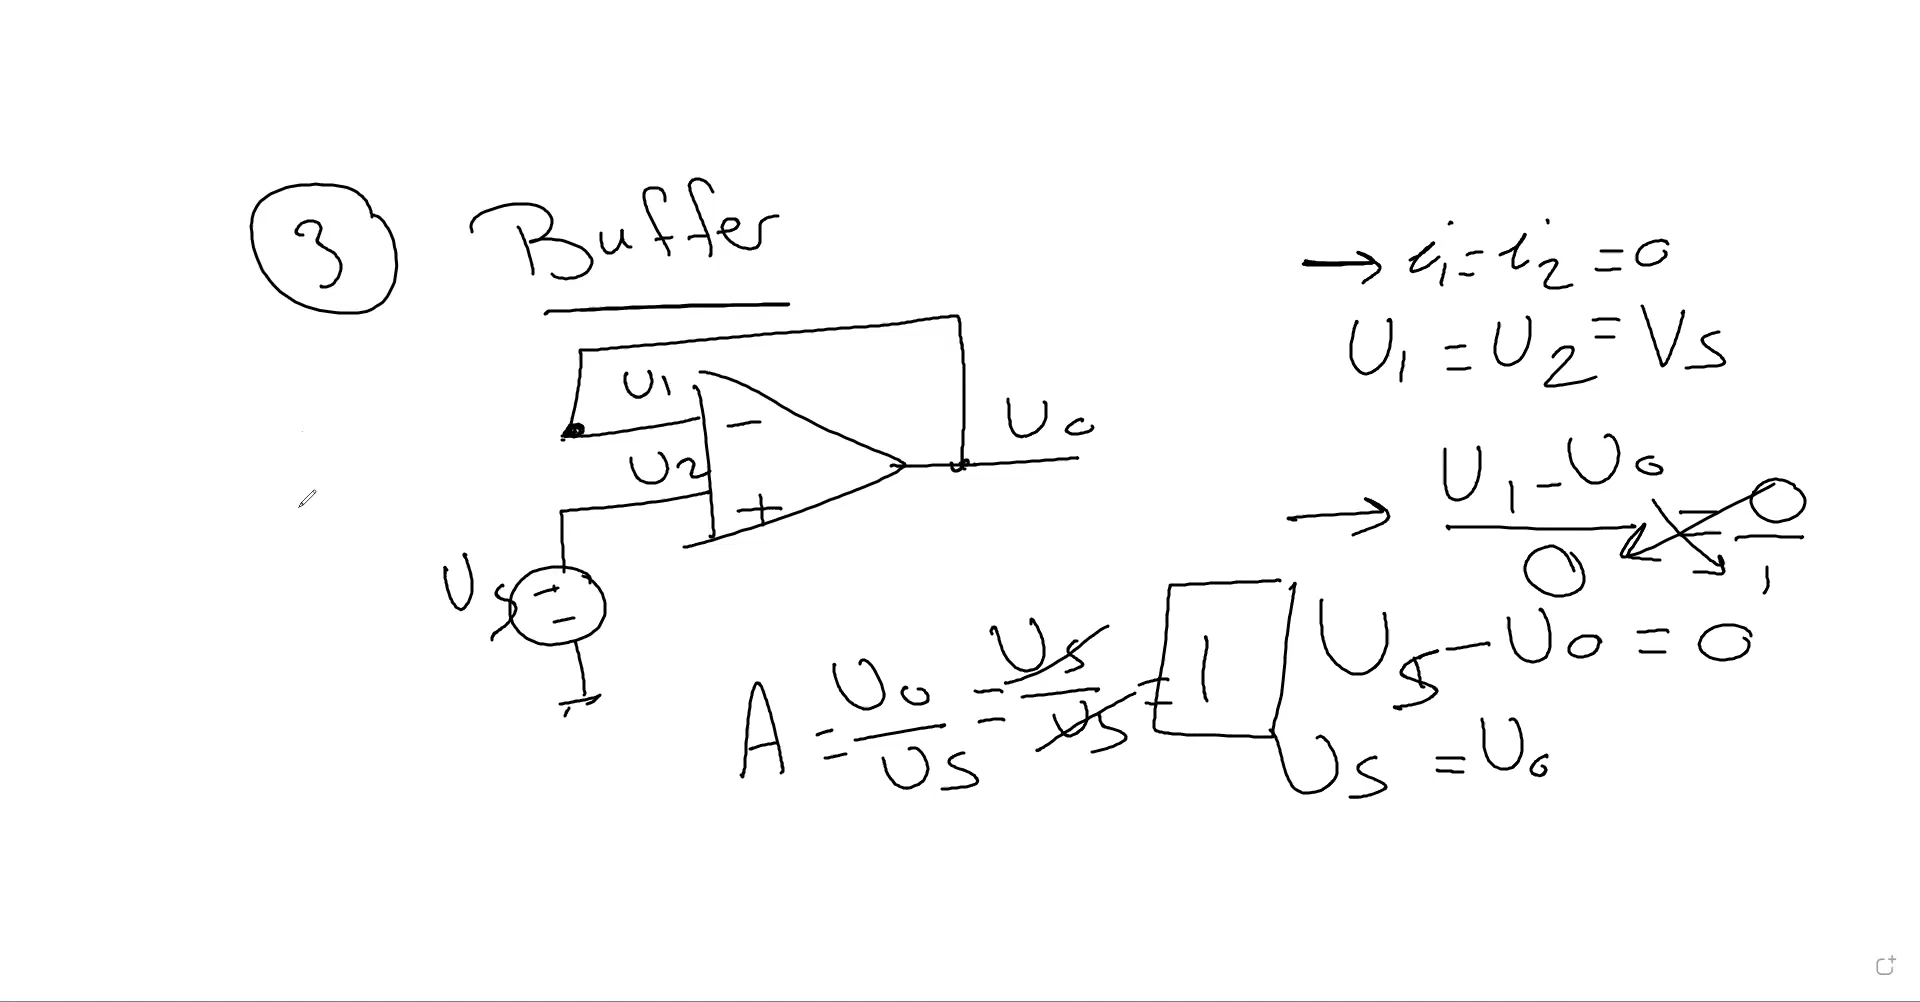 3 Buffer
i₁ = i₂ = 0
U₁ = U₂ = Vs
U1
U2
−
+
Uo
Us
+
−
→ (U₁ − Uo) / 0 = 0 / 1
Us − Uo = 0
A = Uo / Us = Us / Us = 1
Us = Uo